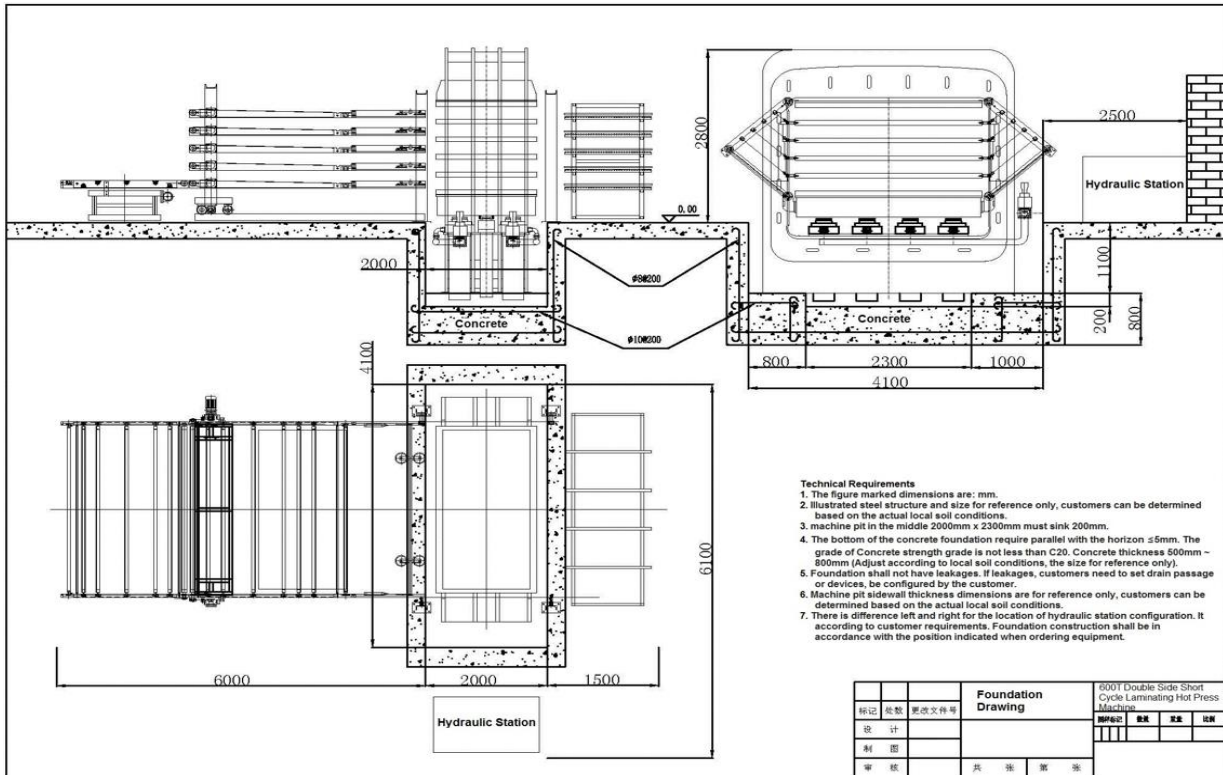 2800
2500
Hydraulic Station
0.00
2000
1100
ϕ8@200
Concrete
Concrete
200
800
ϕ10@200
800
2300
1000
4100
4100
6100
6000
2000
1500
Hydraulic Station
Technical Requirements
1. The figure marked dimensions are: mm.
2. Illustrated steel structure and size for reference only, customers can be determined
based on the actual local soil conditions.
3. machine pit in the middle 2000mm x 2300mm must sink 200mm.
4. The bottom of the concrete foundation require parallel with the horizon ≤5mm. The
grade of Concrete strength grade is not less than C20. Concrete thickness 500mm ~
800mm (Adjust according to local soil conditions, the size for reference only).
5. Foundation shall not have leakages. If leakages, customers need to set drain passage
or devices, be configured by the customer.
6. Machine pit sidewall thickness dimensions are for reference only, customers can be
determined based on the actual local soil conditions.
7. There is difference left and right for the location of hydraulic station configuration. It
according to customer requirements. Foundation construction shall be in
accordance with the position indicated when ordering equipment.
Foundation
Drawing
600T Double Side Short
Cycle Laminating Hot Press
Machine
标记 处数 更改文件号
图样标记 数量 重量 比例
设 计
制 图
审 核
共 张 第 张